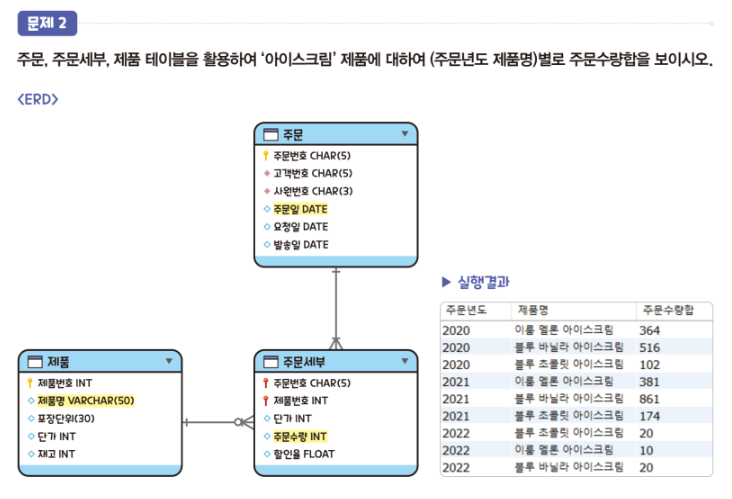 문제 2
주문, 주문세부, 제품 테이블을 활용하여 ‘아이스크림’ 제품에 대하여 (주문년도 제품명)별로 주문수량합을 보이시오.
<ERD>
주문
주문번호 CHAR(5)
고객번호 CHAR(5)
사원번호 CHAR(3)
주문일 DATE
요청일 DATE
발송일 DATE
제품
제품번호 INT
제품명 VARCHAR(50)
포장단위(30)
단가 INT
재고 INT
주문세부
주문번호 CHAR(5)
제품번호 INT
단가 INT
주문수량 INT
할인율 FLOAT
▶ 실행결과
주문년도 제품명 주문수량합
2020 이룸 멜론 아이스크림 364
2020 블루 바닐라 아이스크림 516
2020 블루 초콜릿 아이스크림 102
2021 이룸 멜론 아이스크림 381
2021 블루 바닐라 아이스크림 861
2021 블루 초콜릿 아이스크림 174
2022 블루 초콜릿 아이스크림 20
2022 이룸 멜론 아이스크림 10
2022 블루 바닐라 아이스크림 20